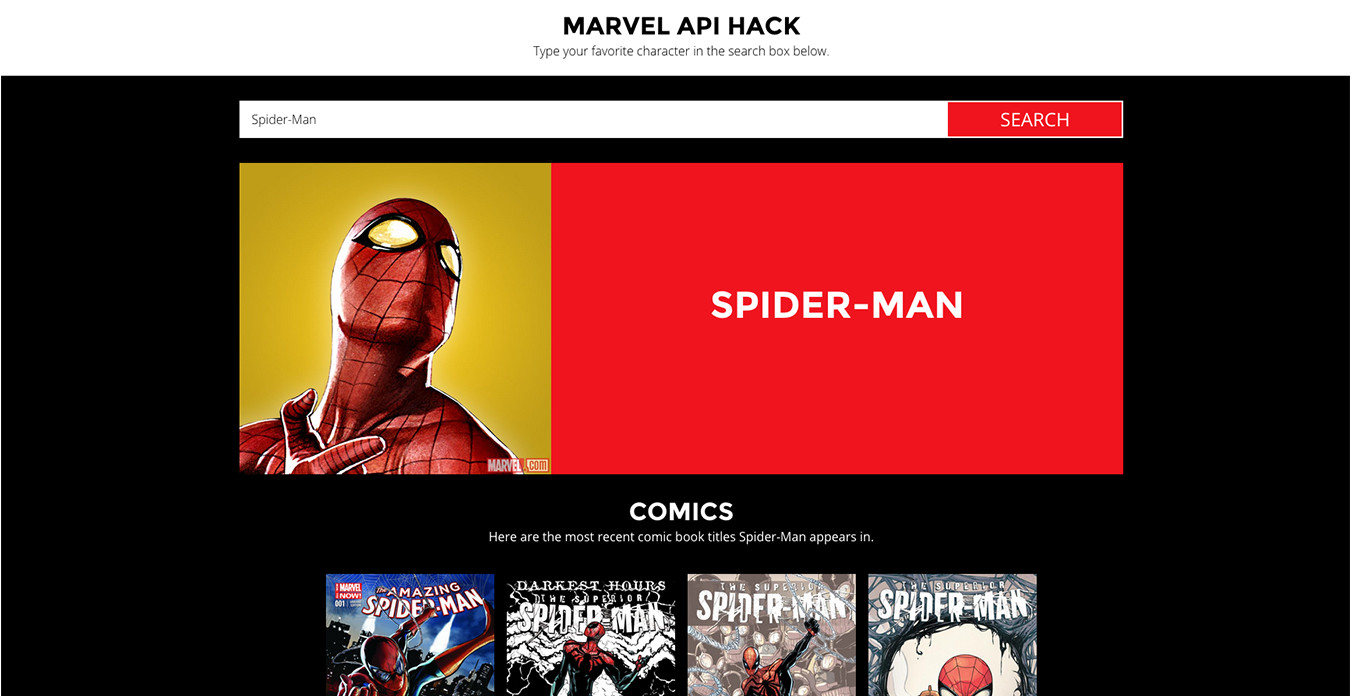 MARVEL API HACK
Type your favorite character in the search box below.
Spider-Man
SEARCH
SPIDER-MAN
MARVEL.com
COMICS
Here are the most recent comic book titles Spider-Man appears in.
MARVEL
NOW!
001
the AMAZING
SPIDER-MAN
DARKEST HOURS
THE SUPERIOR
SPIDER-MAN
THE SUPERIOR
SPIDER-MAN
THE SUPERIOR
SPIDER-MAN